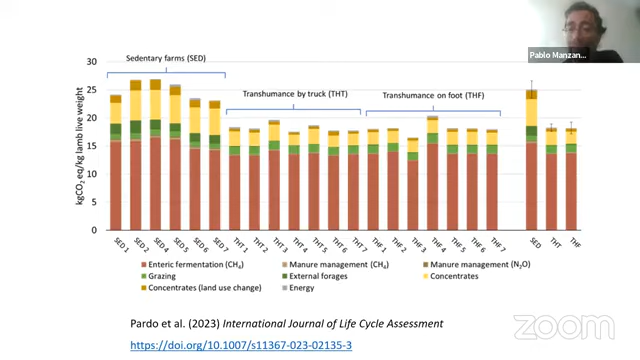 Pablo Manzan...
Sedentary farms (SED)
Transhumance by truck (THT)
Transhumance on foot (THF)
kgCO₂ eq/kg lamb live weight
30
25
20
15
10
5
0
SED 1
SED 2
SED 4
SED 5
SED 6
SED 7
THT 1
THT 2
THT 3
THT 4
THT 5
THT 6
THT 7
THF 1
THF 2
THF 3
THF 4
THF 5
THF 6
THF 7
SED
THT
THF
Enteric fermentation (CH₄)
Manure management (CH₄)
Manure management (N₂O)
Grazing
External forages
Concentrates
Concentrates (land use change)
Energy
Pardo et al. (2023) International Journal of Life Cycle Assessment
https://doi.org/10.1007/s11367-023-02135-3
zoom